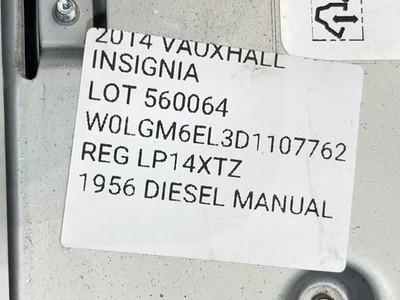 2014 VAUXHALL
INSIGNIA
LOT 560064
W0LGM6EL3D1107762
REG LP14XTZ
1956 DIESEL MANUAL